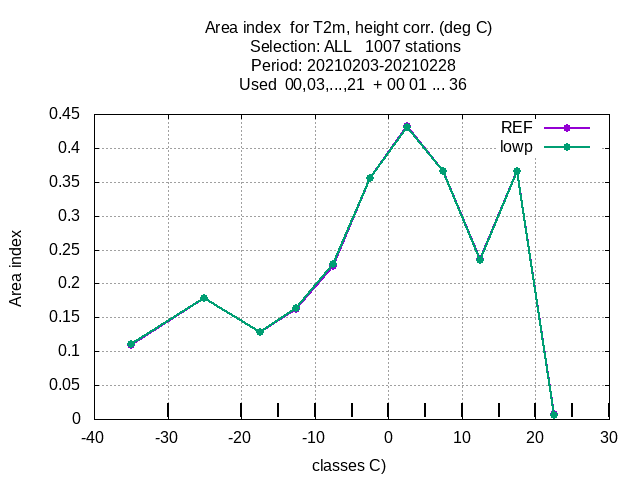 Area index  for T2m, height corr. (deg C)
Selection: ALL   1007 stations
Period: 20210203-20210228
Used  00,03,...,21  + 00 01 ... 36
REF
lowp
0.45
0.4
0.35
0.3
0.25
0.2
0.15
0.1
0.05
0
Area index
-40 -30 -20 -10 0 10 20 30
classes C)